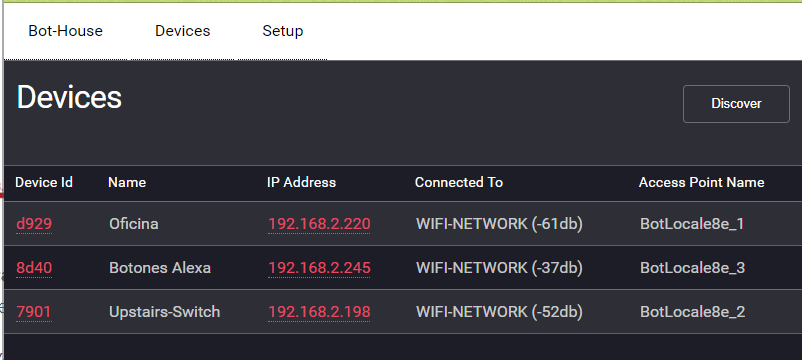 Bot-House Devices Setup
Devices
Discover
Device Id Name IP Address Connected To Access Point Name
d929 Oficina 192.168.2.220 WIFI-NETWORK (-61db) BotLocale8e_1
8d40 Botones Alexa 192.168.2.245 WIFI-NETWORK (-37db) BotLocale8e_3
7901 Upstairs-Switch 192.168.2.198 WIFI-NETWORK (-52db) BotLocale8e_2